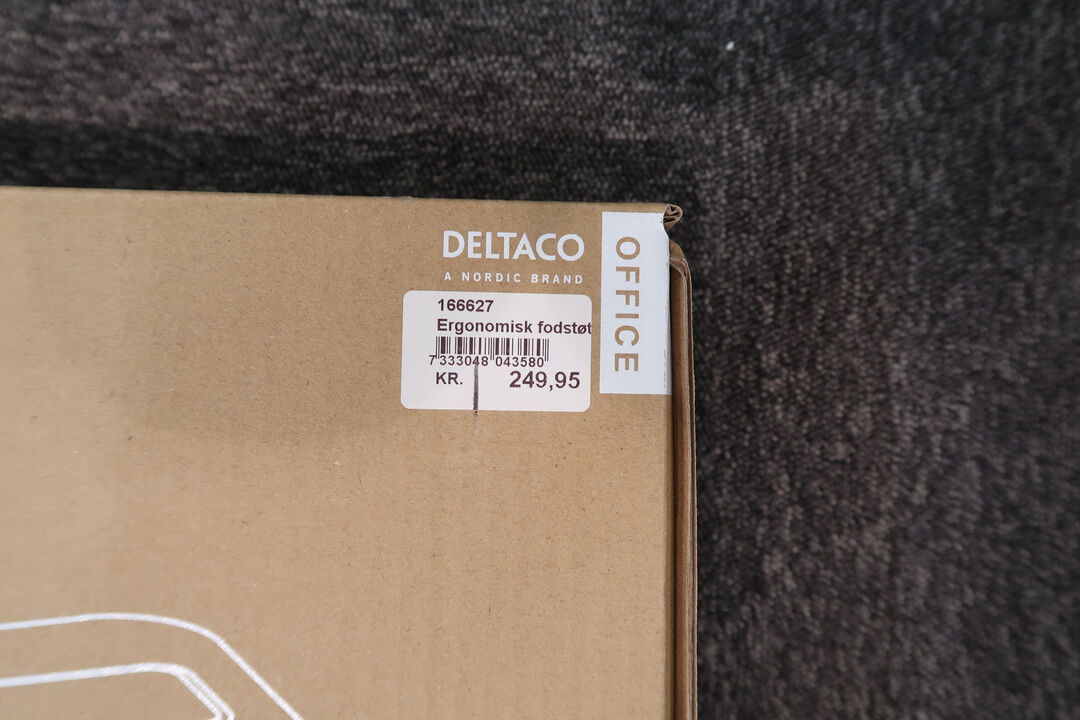 DELTACO
A NORDIC BRAND
OFFICE
166627
Ergonomisk fodstøt
7 333048 043580
KR. 249,95